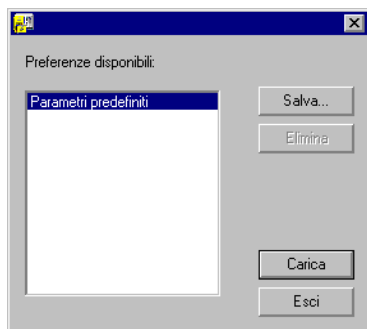 Preferenze disponibili:
Parametri predefiniti
Salva...
Elimina
Carica
Esci